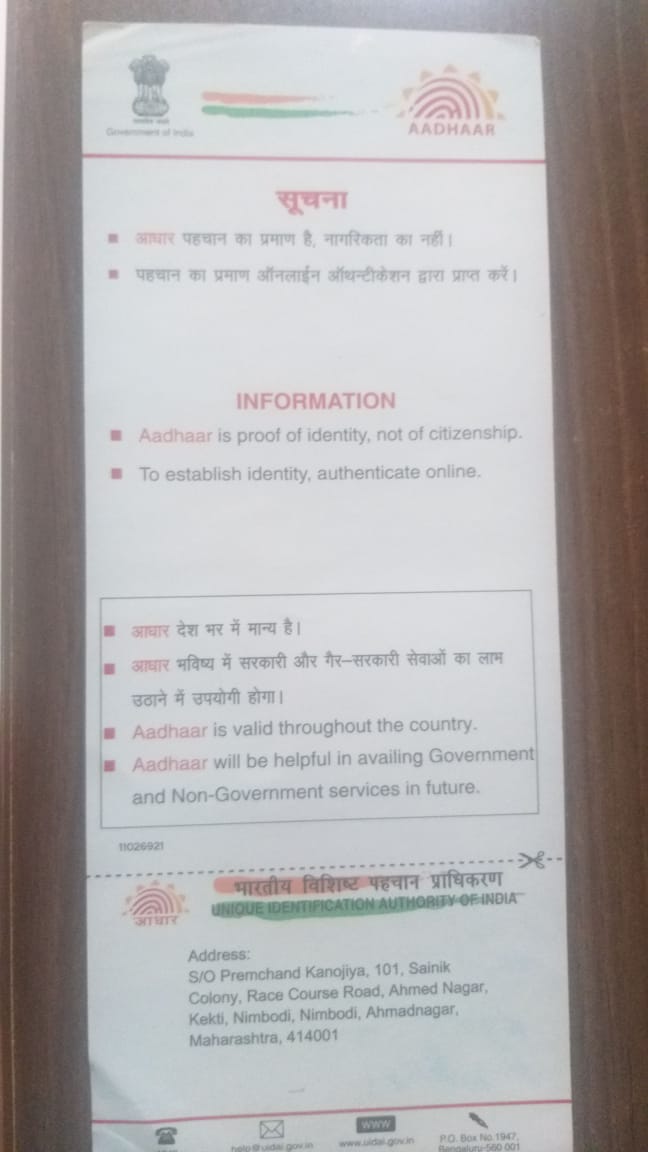 Government of India
AADHAAR
सूचना
■ आधार पहचान का प्रमाण है, नागरिकता का नहीं।
■ पहचान का प्रमाण ऑनलाईन ऑथन्टीकेशन द्वारा प्राप्त करें।
INFORMATION
■ Aadhaar is proof of identity, not of citizenship.
■ To establish identity, authenticate online.
■ आधार देश भर में मान्य है।
■ आधार भविष्य में सरकारी और गैर–सरकारी सेवाओं का लाभ
उठाने में उपयोगी होगा।
■ Aadhaar is valid throughout the country.
■ Aadhaar will be helpful in availing Government
and Non-Government services in future.
11026921
भारतीय विशिष्ट पहचान प्राधिकरण
UNIQUE IDENTIFICATION AUTHORITY OF INDIA
आधार
Address:
S/O Premchand Kanojiya, 101, Sainik
Colony, Race Course Road, Ahmed Nagar,
Kekti, Nimbodi, Nimbodi, Ahmadnagar,
Maharashtra, 414001
WWW
help@uidai.gov.in www.uidai.gov.in P.O. Box No.1947,
Bengaluru-560 001